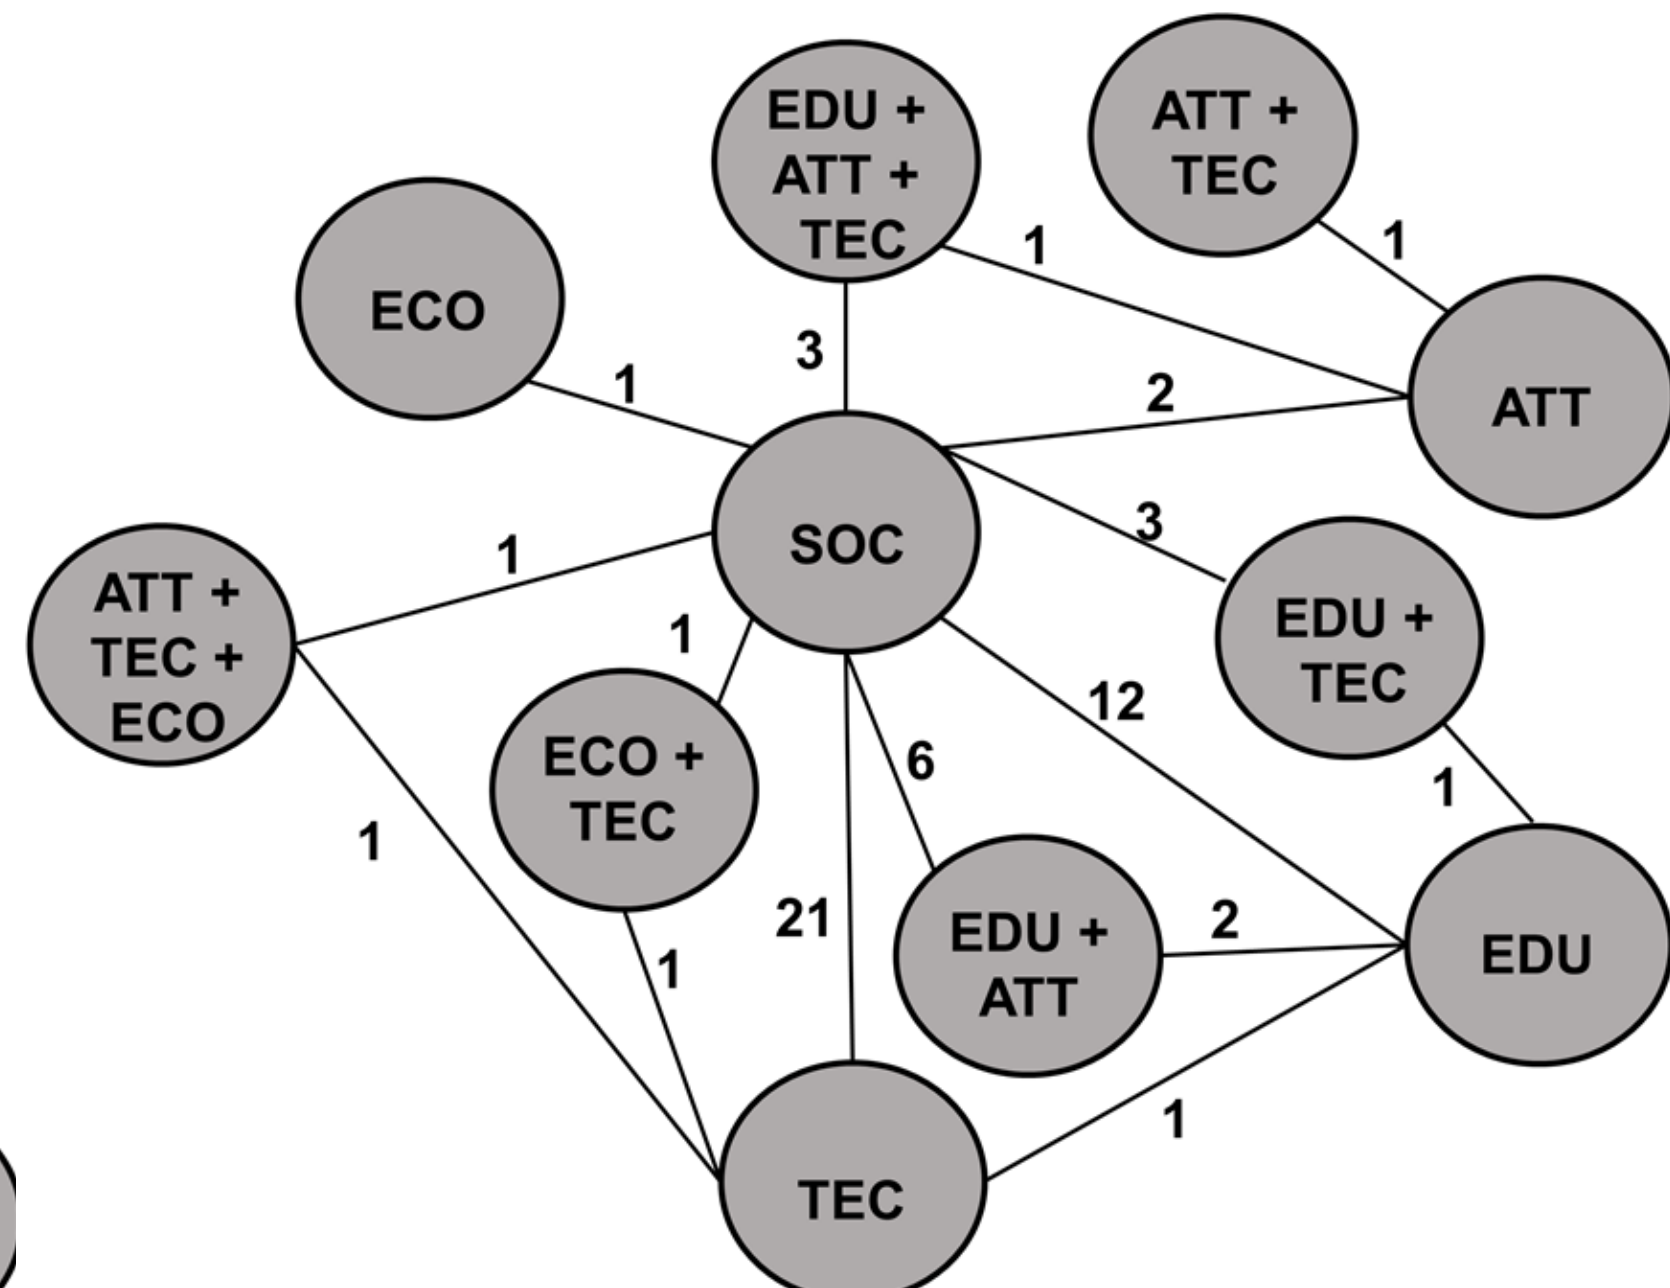 EDU +
ATT +
TEC
ATT +
TEC
1
1
ECO
1
3
2
ATT
SOC
3
1
ATT +
TEC +
ECO
1
EDU +
TEC
12
ECO +
TEC
6
1
1
21
2
EDU +
ATT
EDU
1
1
TEC